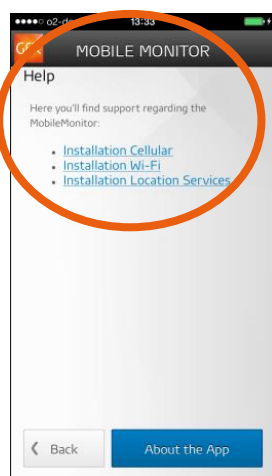 o2-de 13:33
GfK MOBILE MONITOR
Help
Here you'll find support regarding the
MobileMonitor:
Installation Cellular
Installation Wi-Fi
Installation Location Services
Back About the App